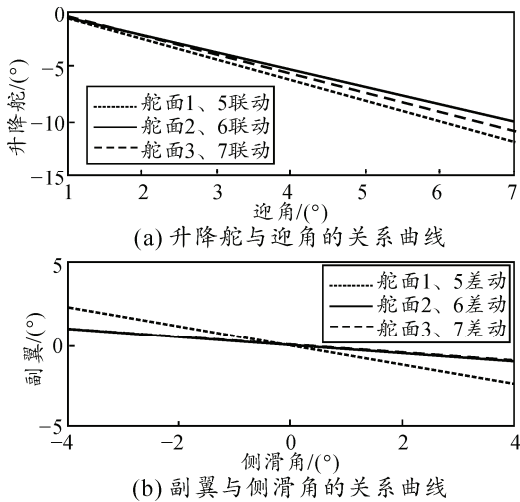 0
−5
−10
−15
升降舵/(°)
舵面1、5联动
舵面2、6联动
舵面3、7联动
1 2 3 4 5 6 7
迎角/(°)
(a) 升降舵与迎角的关系曲线
5
0
−5
副翼/(°)
舵面1、5差动
舵面2、6差动
舵面3、7差动
−4 −2 0 2 4
侧滑角/(°)
(b) 副翼与侧滑角的关系曲线